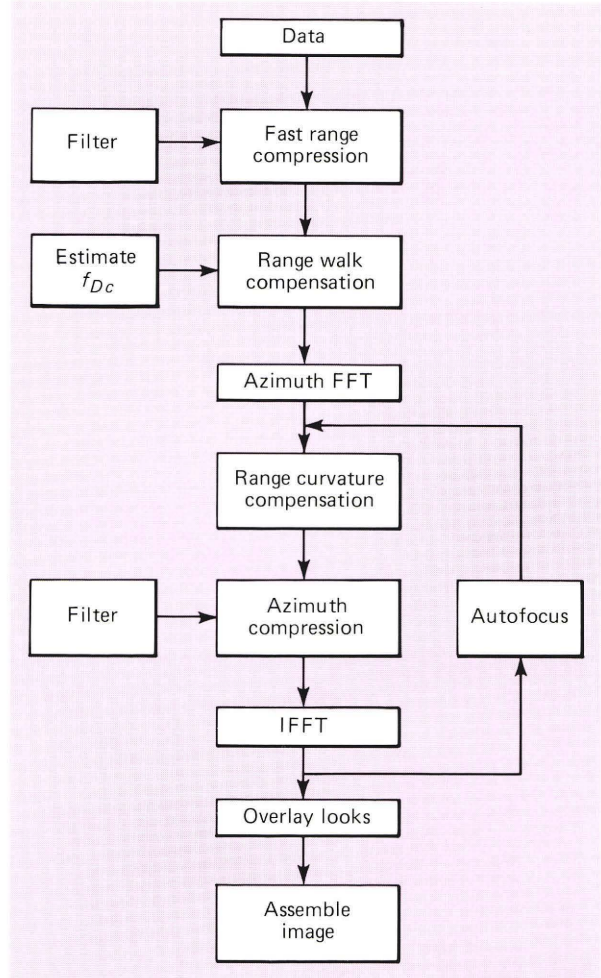 Data
Filter
Fast range
compression
Estimate
f_Dc
Range walk
compensation
Azimuth FFT
Range curvature
compensation
Filter
Azimuth
compression
Autofocus
IFFT
Overlay looks
Assemble
image